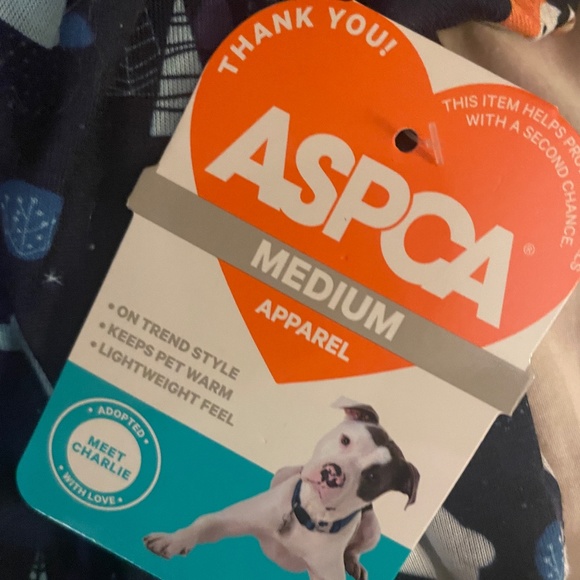 THANK YOU!
THIS ITEM HELPS
WITH A SECOND CHANCE
ASPCA®
MEDIUM
APPAREL
• ON TREND STYLE
• KEEPS PET WARM
• LIGHTWEIGHT FEEL
• ADOPTED •
MEET
CHARLIE
WITH LOVE